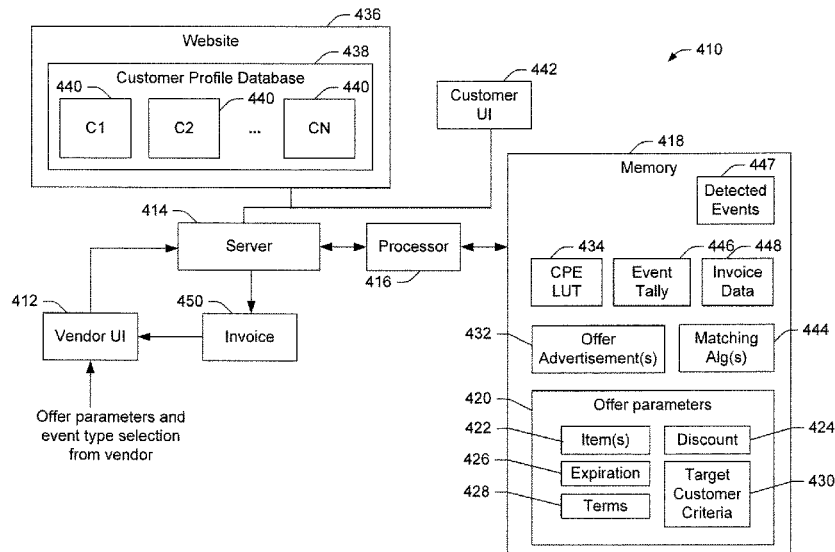 436
Website
438
Customer Profile Database
440
440
440
C1
C2
...
CN
442
Customer
UI
410
418
Memory
447
Detected
Events
414
Server
Processor
416
434
CPE
LUT
446
Event
Tally
448
Invoice
Data
412
Vendor UI
450
Invoice
432
Offer
Advertisement(s)
Matching
Alg(s)
444
Offer parameters and
event type selection
from vendor
420
Offer parameters
422
Item(s)
Discount
424
426
Expiration
428
Terms
Target
Customer
Criteria
430